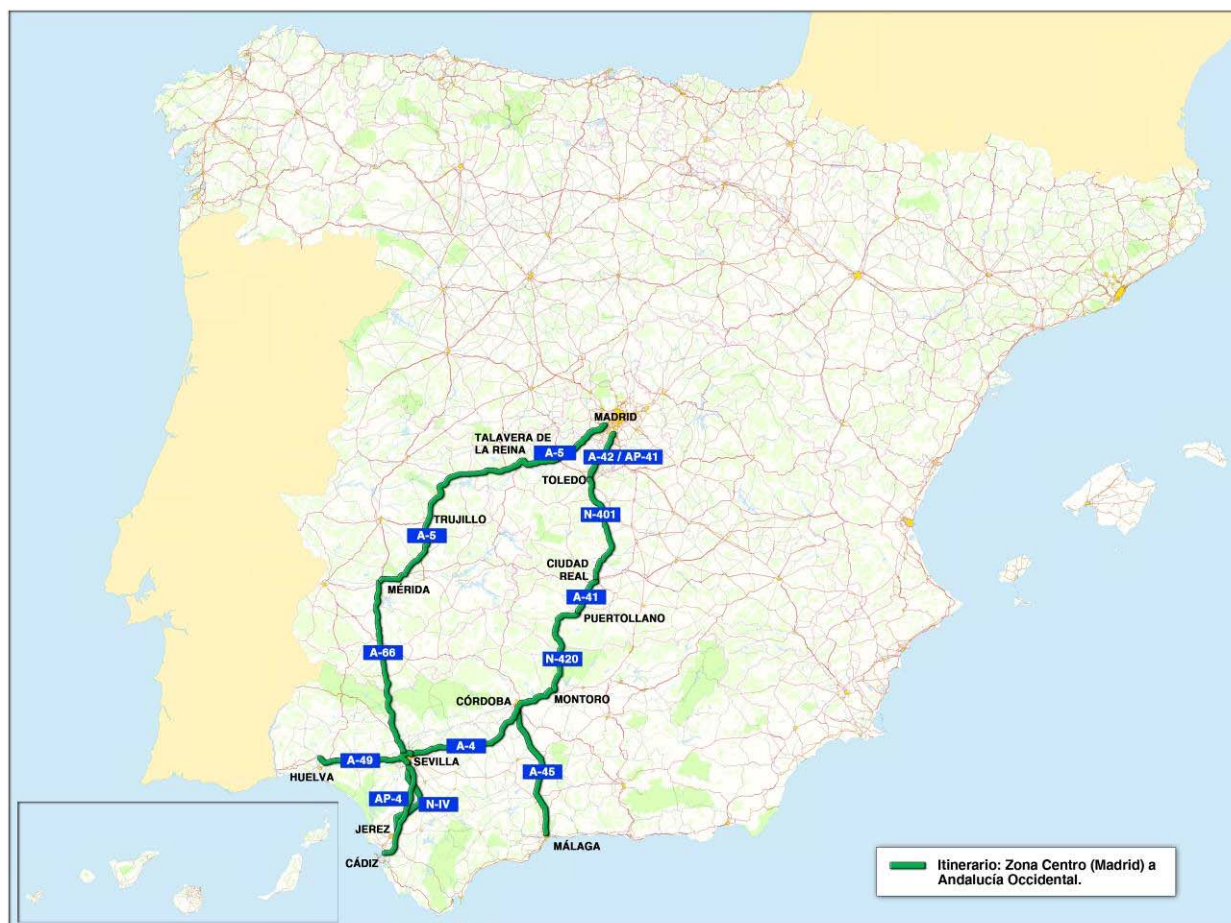 MADRID
TALAVERA DE
LA REINA
A-5
A-42 / AP-41
TOLEDO
N-401
TRUJILLO
A-5
CIUDAD
REAL
MÉRIDA
A-41
PUERTOLLANO
A-66
N-420
CÓRDOBA
MONTORO
A-4
A-49
SEVILLA
HUELVA
A-45
AP-4
N-IV
JEREZ
MÁLAGA
CÁDIZ
Itinerario: Zona Centro (Madrid) a
Andalucía Occidental.